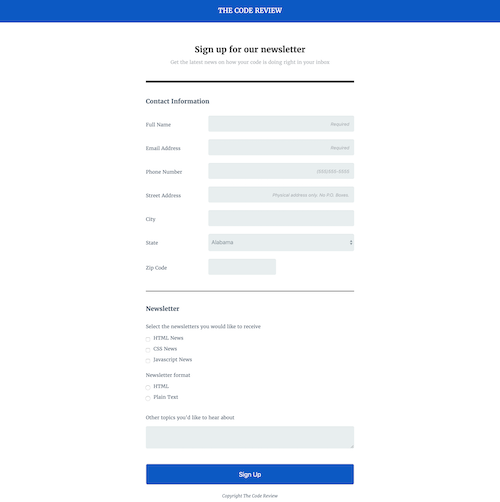 THE CODE REVIEW
Sign up for our newsletter
Get the latest news on how your code is doing right to your inbox
Contact Information
Full Name
Required
Email Address
Required
Phone Number
(555)555-5555
Street Address
Physical address only. No P.O. Boxes
City
State
Alabama
Zip Code
Newsletter
Select the newsletters you would like to receive
HTML News
CSS News
Javascript News
Newsletter format
HTML
Plain Text
Other topics you'd like to hear about
Sign Up
Copyright The Code Review